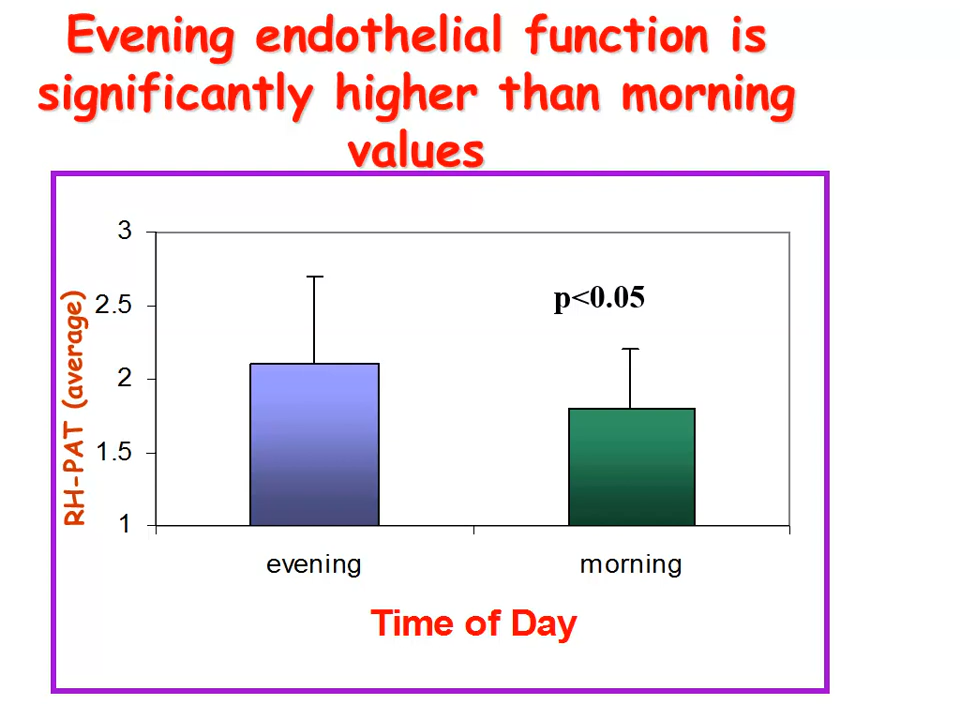 Evening endothelial function is
significantly higher than morning
values
3
2.5
2
1.5
1
RH-PAT (average)
p<0.05
evening
morning
Time of Day